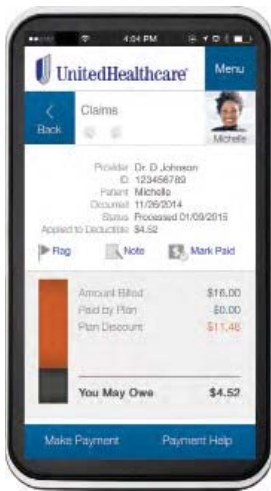 4:04 PM
UnitedHealthcare
Menu
Back
Claims
Michelle
Provider Dr. D Johnson
ID 123456789
Patient Michelle
Occurred 11/26/2014
Status Processed 01/09/2015
Applied to Deductible $4.52
Flag Note Mark Paid
Amount Billed $16.00
Paid by Plan $0.00
Plan Discount $11.48
You May Owe $4.52
Make Payment Payment Help